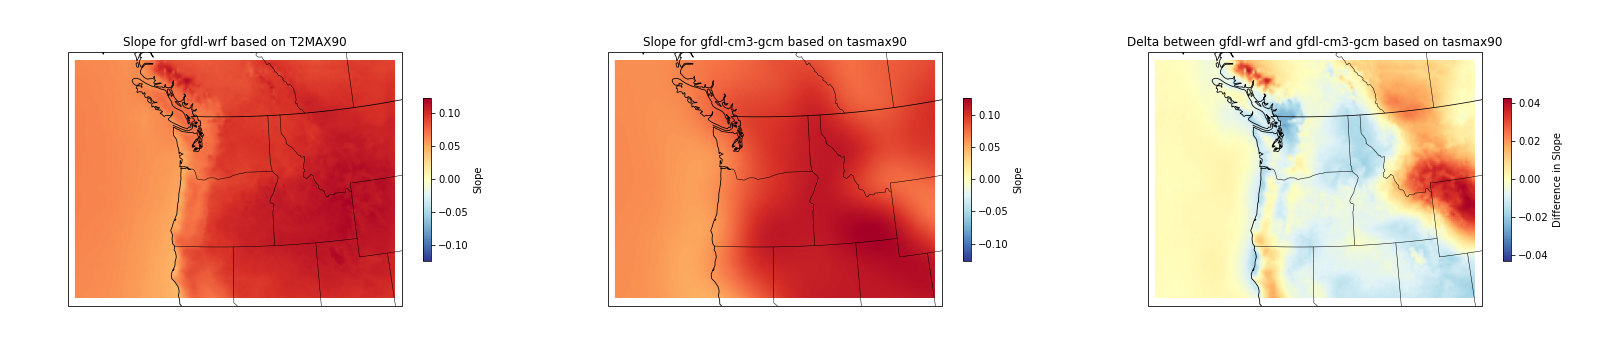 Slope for gfdl-wrf based on T2MAX90
0.10
0.05
0.00
−0.05
−0.10
Slope
Slope for gfdl-cm3-gcm based on tasmax90
0.10
0.05
0.00
−0.05
−0.10
Slope
Delta between gfdl-wrf and gfdl-cm3-gcm based on tasmax90
0.04
0.02
0.00
−0.02
−0.04
Difference in Slope